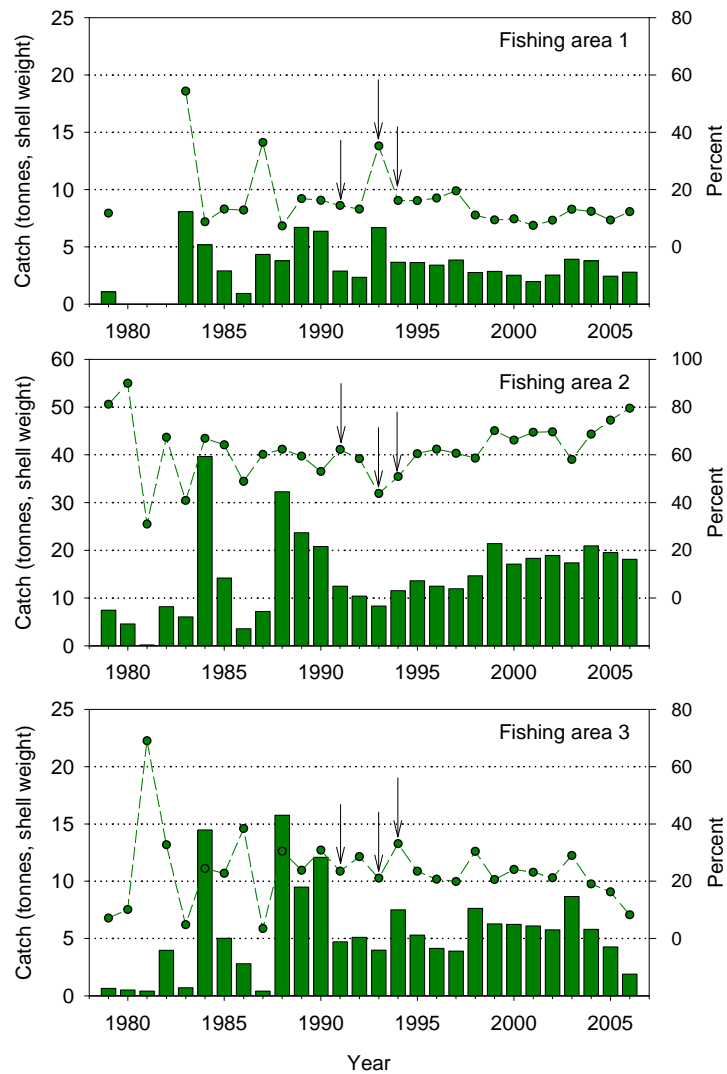 Fishing area 1
Catch (tonnes, shell weight)
25
20
15
10
5
0
80
60
40
20
0
Percent
1980 1985 1990 1995 2000 2005
Fishing area 2
Catch (tonnes, shell weight)
60
50
40
30
20
10
0
100
80
60
40
20
0
Percent
1980 1985 1990 1995 2000 2005
Fishing area 3
Catch (tonnes, shell weight)
25
20
15
10
5
0
80
60
40
20
0
Percent
1980 1985 1990 1995 2000 2005
Year